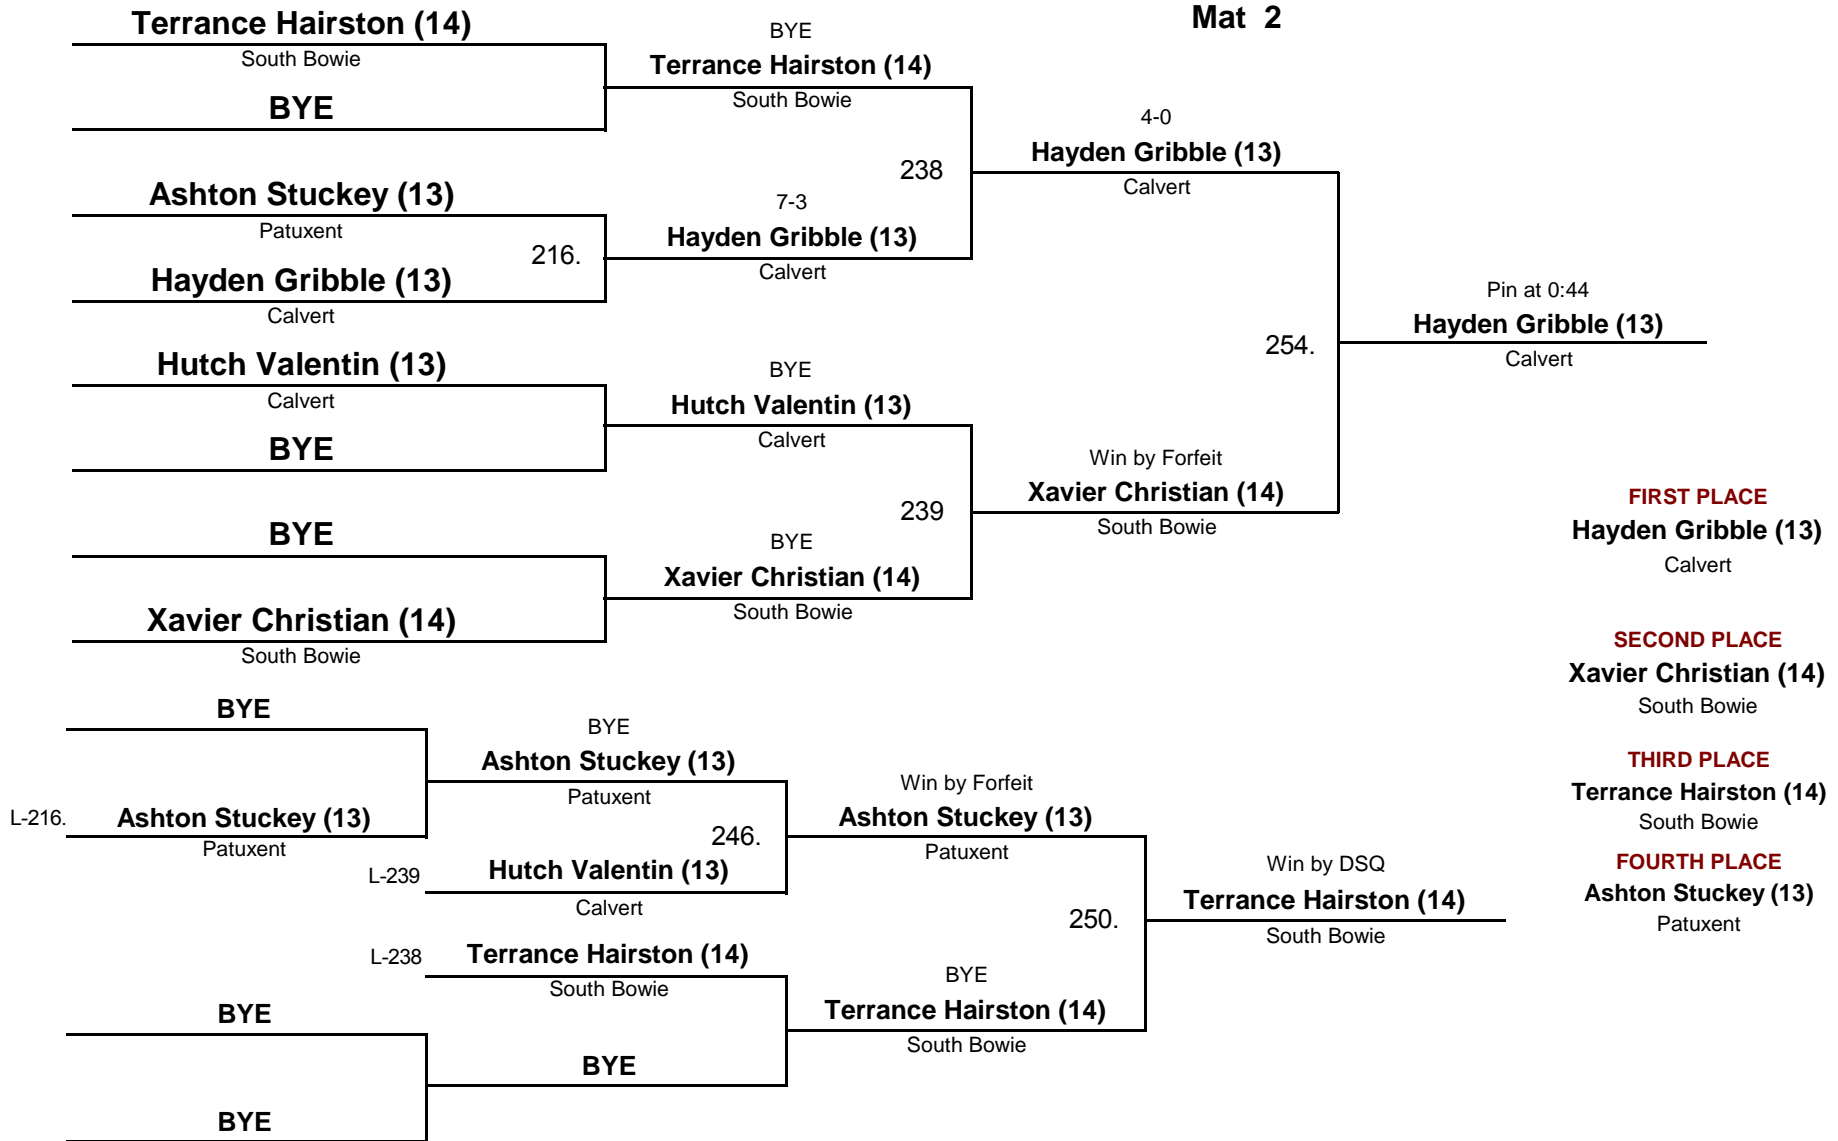 Mat 2
Terrance Hairston (14)
South Bowie
BYE
Ashton Stuckey (13)
Patuxent
216.
Hayden Gribble (13)
Calvert
Hutch Valentin (13)
Calvert
BYE
BYE
Xavier Christian (14)
South Bowie
BYE
Terrance Hairston (14)
South Bowie
238
7-3
Hayden Gribble (13)
Calvert
BYE
Hutch Valentin (13)
Calvert
239
BYE
Xavier Christian (14)
South Bowie
4-0
Hayden Gribble (13)
Calvert
254.
Win by Forfeit
Xavier Christian (14)
South Bowie
Pin at 0:44
Hayden Gribble (13)
Calvert
FIRST PLACE
Hayden Gribble (13)
Calvert
SECOND PLACE
Xavier Christian (14)
South Bowie
THIRD PLACE
Terrance Hairston (14)
South Bowie
FOURTH PLACE
Ashton Stuckey (13)
Patuxent
BYE
L-216.
Ashton Stuckey (13)
Patuxent
BYE
BYE
BYE
Ashton Stuckey (13)
Patuxent
246.
L-239
Hutch Valentin (13)
Calvert
L-238
Terrance Hairston (14)
South Bowie
BYE
Win by Forfeit
Ashton Stuckey (13)
Patuxent
250.
BYE
Terrance Hairston (14)
South Bowie
Win by DSQ
Terrance Hairston (14)
South Bowie